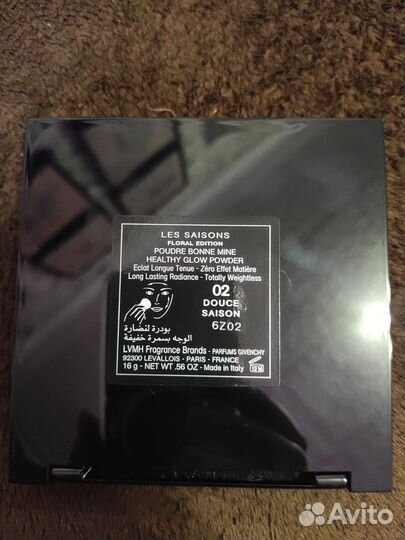 LES SAISONS
FLORAL EDITION
POUDRE BONNE MINE
HEALTHY GLOW POWDER
Eclat Longue Tenue - Zéro Effet Matière
Long Lasting Radiance - Totally Weightless
02
DOUCE
SAISON
6Z02
بودرة لنضارة
الوجه بسمرة خفيفة
LVMH Fragrance Brands - PARFUMS GIVENCHY
92300 LEVALLOIS - PARIS - FRANCE
16 g - NET WT .56 OZ - Made in Italy
12 M
Avito